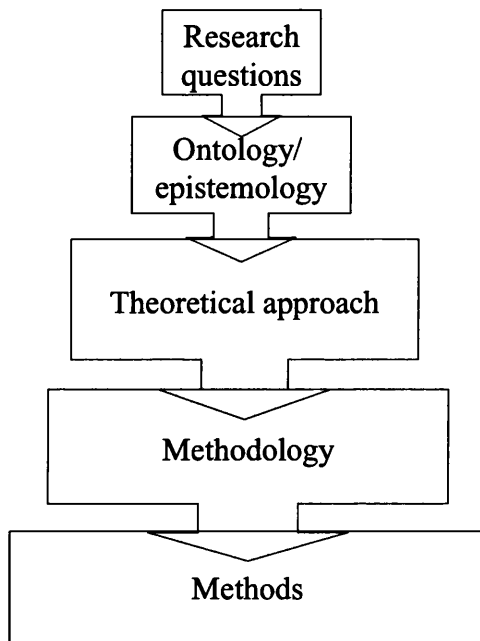 Research
questions
Ontology/
epistemology
Theoretical approach
Methodology
Methods